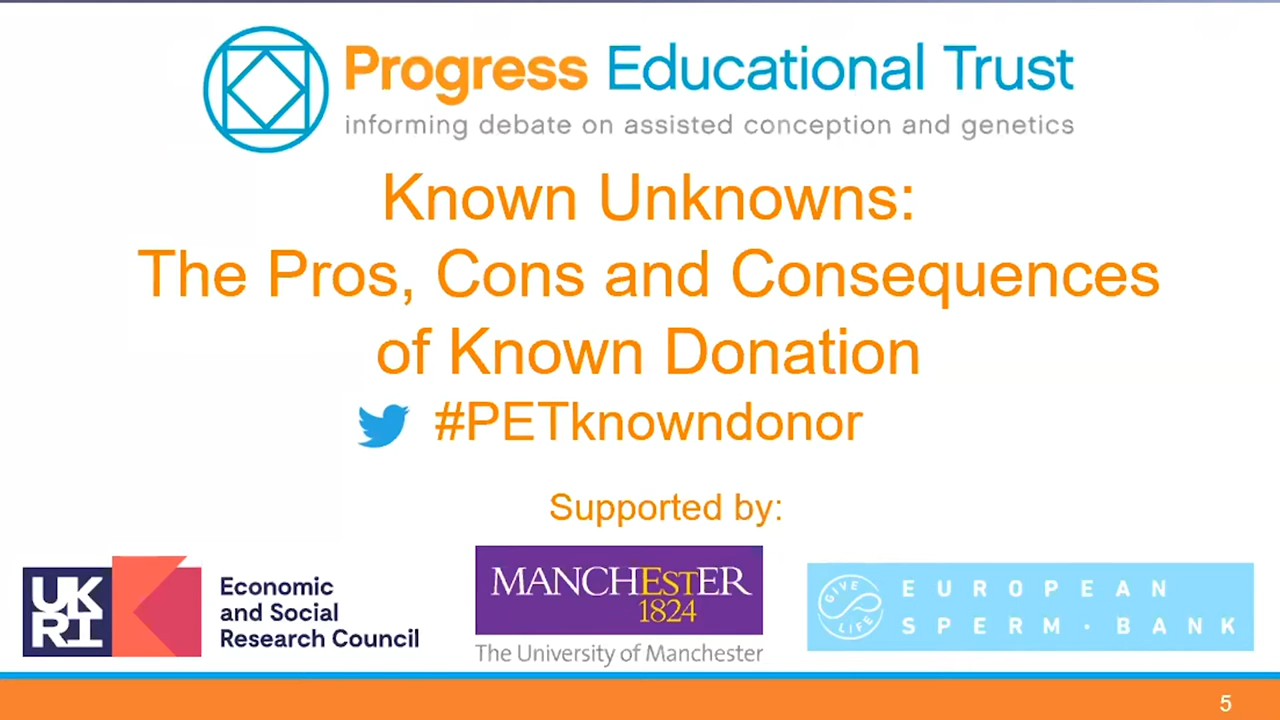 Progress Educational Trust
informing debate on assisted conception and genetics
Known Unknowns:
The Pros, Cons and Consequences
of Known Donation
#PETknowndonor
Supported by:
UK
RI
Economic
and Social
Research Council
MANCHESTER
1824
The University of Manchester
GIVE
LIFE
EUROPEAN
SPERM · BANK
5